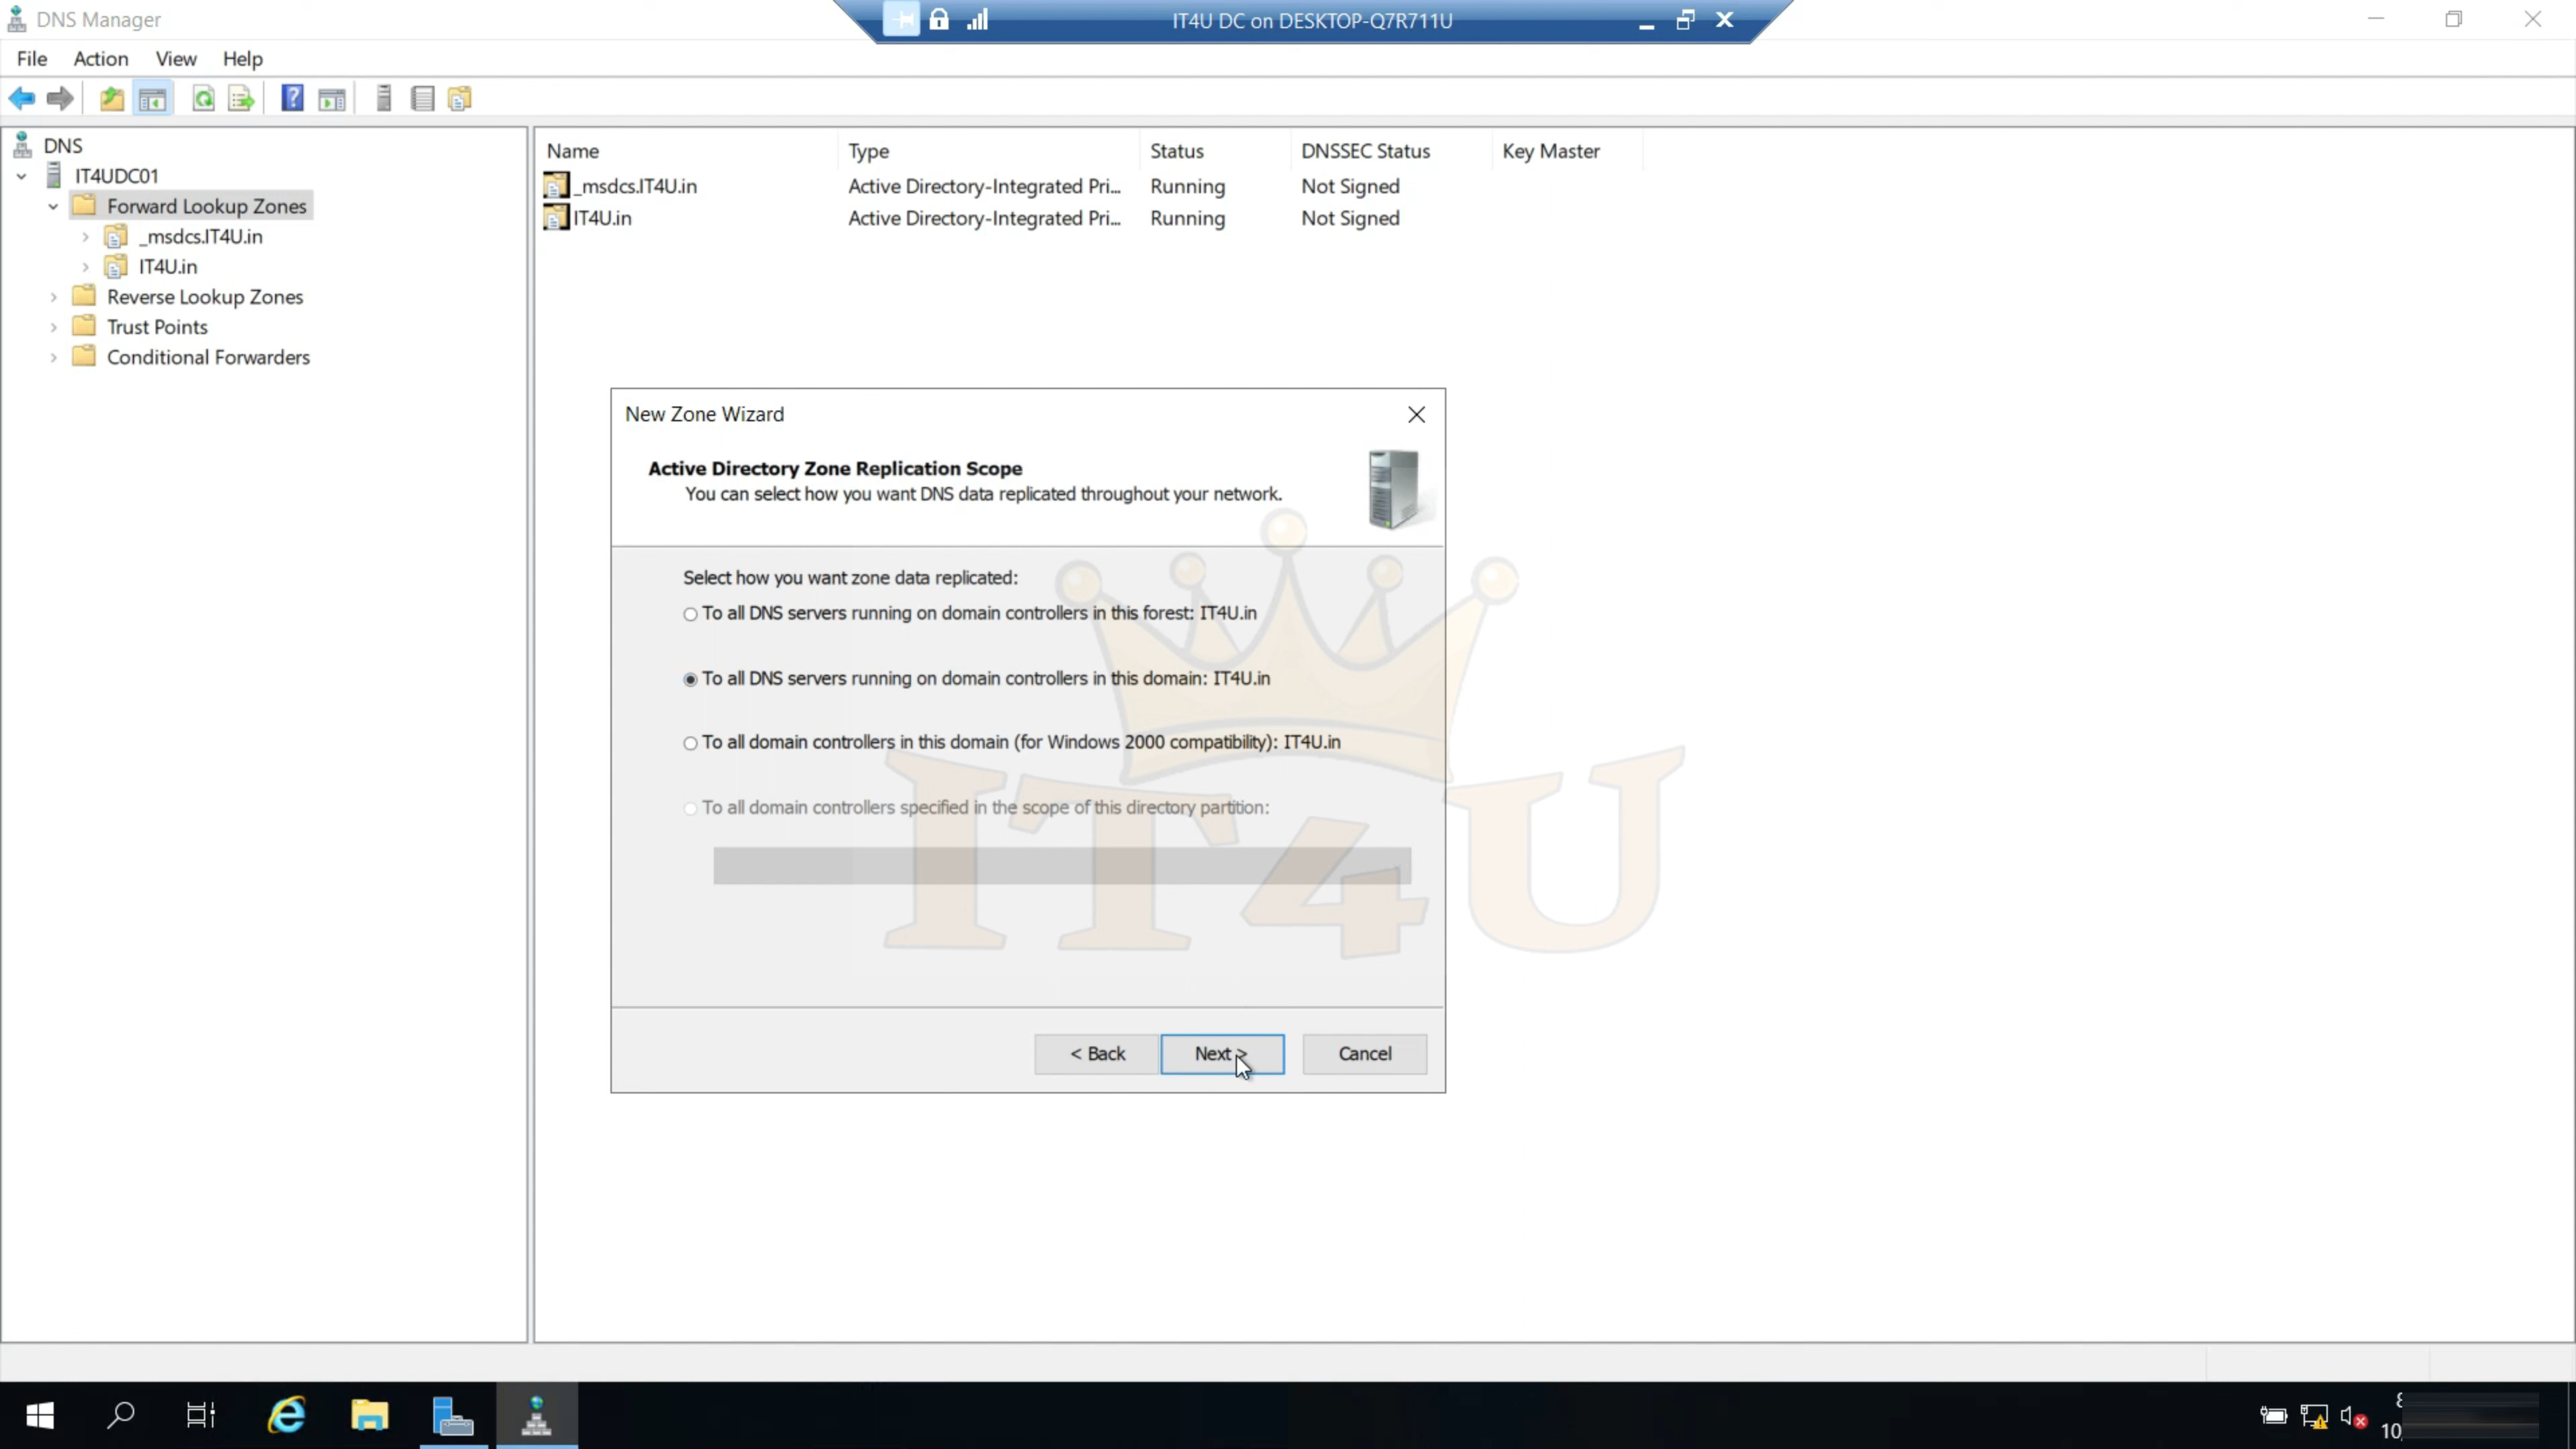 DNS Manager
IT4U DC on DESKTOP-Q7R711U
File Action View Help
DNS
IT4UDC01
Forward Lookup Zones
_msdcs.IT4U.in
IT4U.in
Reverse Lookup Zones
Trust Points
Conditional Forwarders
Name Type Status DNSSEC Status Key Master
_msdcs.IT4U.in Active Directory-Integrated Pri... Running Not Signed
IT4U.in Active Directory-Integrated Pri... Running Not Signed
New Zone Wizard
Active Directory Zone Replication Scope
You can select how you want DNS data replicated throughout your network.
Select how you want zone data replicated:
To all DNS servers running on domain controllers in this forest: IT4U.in
To all DNS servers running on domain controllers in this domain: IT4U.in
To all domain controllers in this domain (for Windows 2000 compatibility): IT4U.in
To all domain controllers specified in the scope of this directory partition:
IT4U
< Back Next > Cancel
10